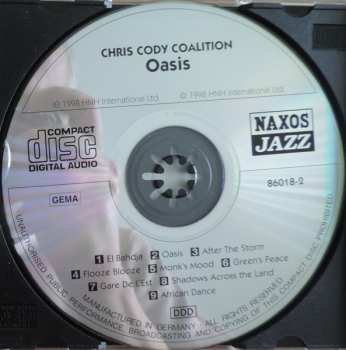 CHRIS CODY COALITION
Oasis
℗ 1998 HNH International Ltd.
© 1998 HNH International Ltd.
COMPACT
disc
DIGITAL AUDIO
NAXOS
JAZZ
GEMA
86018-2
1 El Bahdja 2 Oasis 3 After The Storm
4 Flooze Blooze 5 Monk's Mood 6 Green's Peace
7 Gare De L'Est 8 Shadows Across the Land
9 African Dance
DDD
MANUFACTURED IN GERMANY. ALL RIGHTS RESERVED.
UNAUTHORISED PUBLIC PERFORMANCE, BROADCASTING AND COPYING OF THIS COMPACT DISC PROHIBITED.